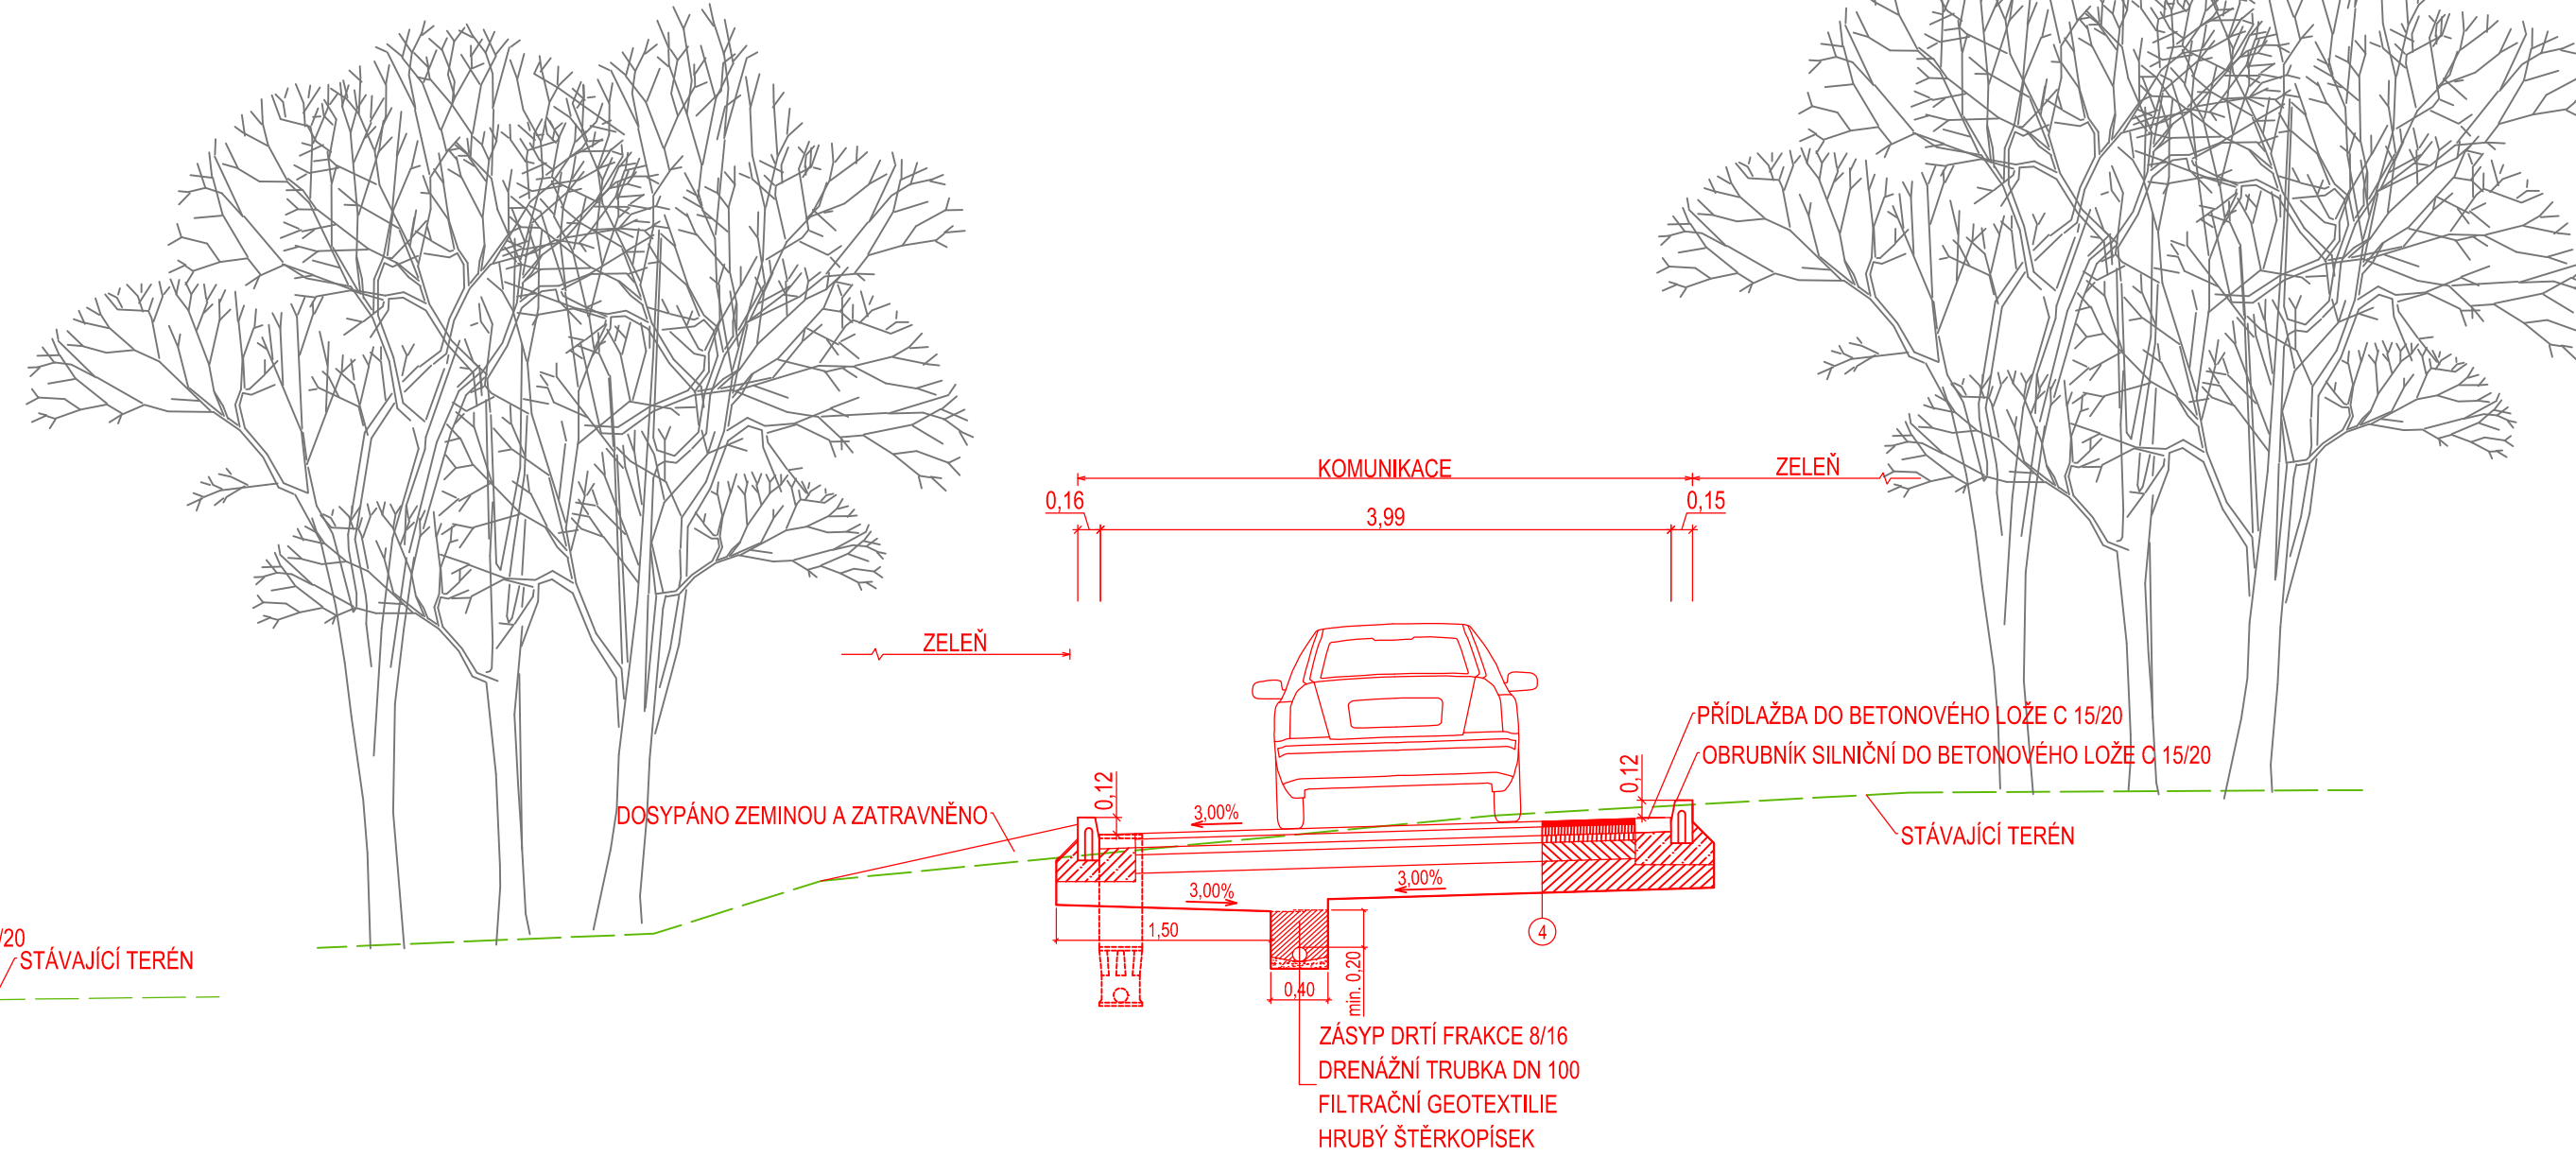 KOMUNIKACE
ZELEŇ
0,16
3,99
0,15
ZELEŇ
PŘÍDLAŽBA DO BETONOVÉHO LOŽE C 15/20
OBRUBNÍK SILNIČNÍ DO BETONOVÉHO LOŽE C 15/20
0,12
0,12
DOSYPÁNO ZEMINOU A ZATRAVNĚNO
3,00%
STÁVAJÍCÍ TERÉN
3,00%
3,00%
1,50
4
/20
STÁVAJÍCÍ TERÉN
0,40
min. 0,20
ZÁSYP DRTÍ FRAKCE 8/16
DRENÁŽNÍ TRUBKA DN 100
FILTRAČNÍ GEOTEXTILIE
HRUBÝ ŠTĚRKOPÍSEK